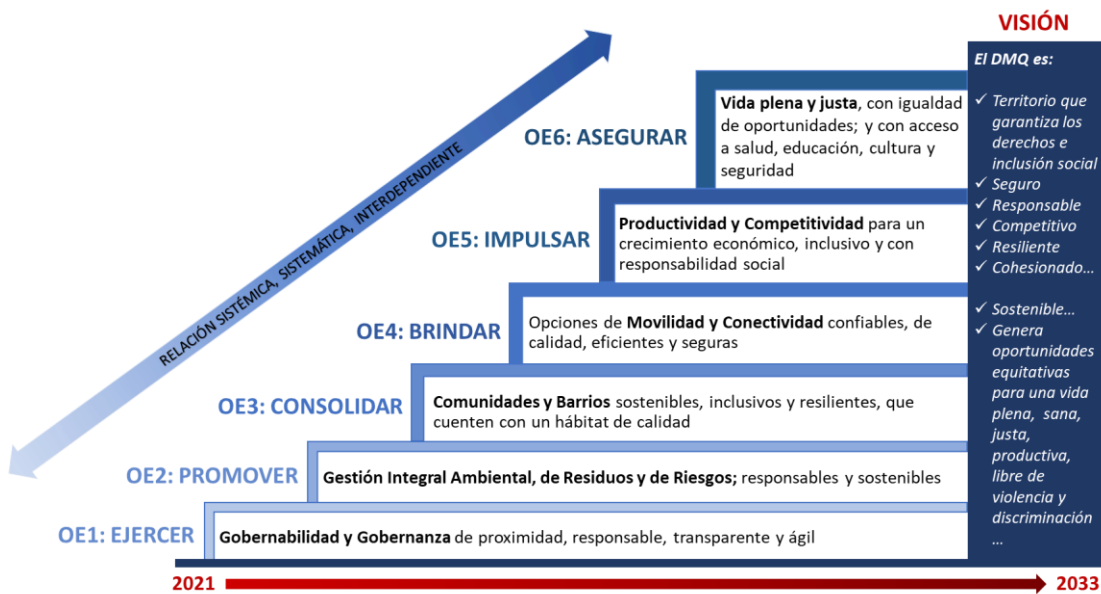 VISIÓN
El DMQ es:
✓ Territorio que
garantiza los
derechos e
inclusión social
✓ Seguro
✓ Responsable
✓ Competitivo
✓ Resiliente
✓ Cohesionado...
✓ Sostenible...
✓ Genera
oportunidades
equitativas
para una vida
plena, sana,
justa,
productiva,
libre de
violencia y
discriminación
...
RELACIÓN SISTÉMICA, SISTEMÁTICA, INTERDEPENDIENTE
OE6: ASEGURAR
Vida plena y justa, con igualdad
de oportunidades; y con acceso
a salud, educación, cultura y
seguridad
OE5: IMPULSAR
Productividad y Competitividad para un
crecimiento económico, inclusivo y con
responsabilidad social
OE4: BRINDAR
Opciones de Movilidad y Conectividad confiables, de
calidad, eficientes y seguras
OE3: CONSOLIDAR
Comunidades y Barrios sostenibles, inclusivos y resilientes, que
cuenten con un hábitat de calidad
OE2: PROMOVER
Gestión Integral Ambiental, de Residuos y de Riesgos; responsables y sostenibles
OE1: EJERCER
Gobernabilidad y Gobernanza de proximidad, responsable, transparente y ágil
2021
2033